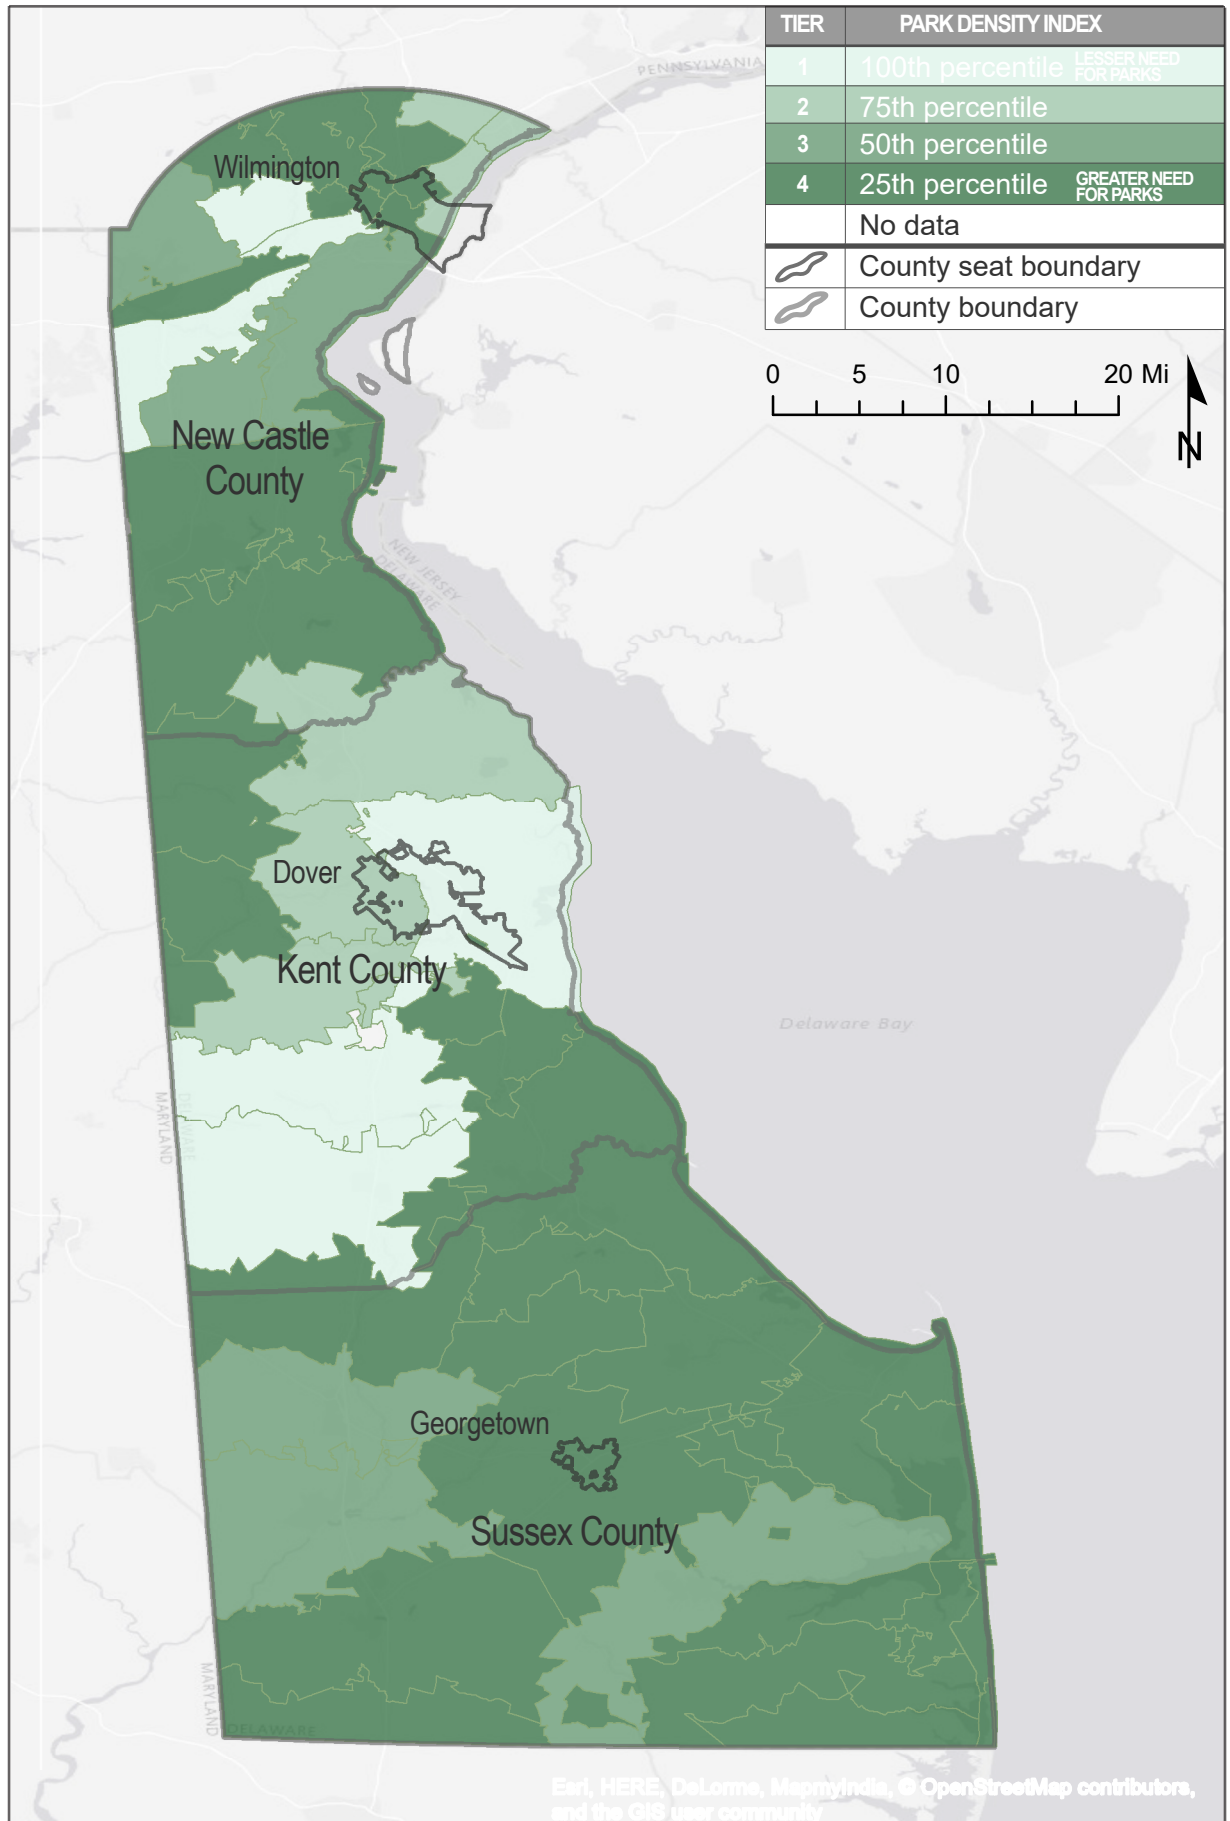 TIER PARK DENSITY INDEX
1 100th percentile LESSER NEED FOR PARKS
2 75th percentile
3 50th percentile
4 25th percentile GREATER NEED FOR PARKS
No data
County seat boundary
County boundary
0 5 10 20 Mi
N
PENNSYLVANIA
Wilmington
New Castle
County
NEW JERSEY
DELAWARE
Dover
Kent County
Delaware Bay
DELAWARE
MARYLAND
Georgetown
Sussex County
MARYLAND
DELAWARE
Esri, HERE, DeLorme, MapmyIndia, © OpenStreetMap contributors,
and the GIS user community